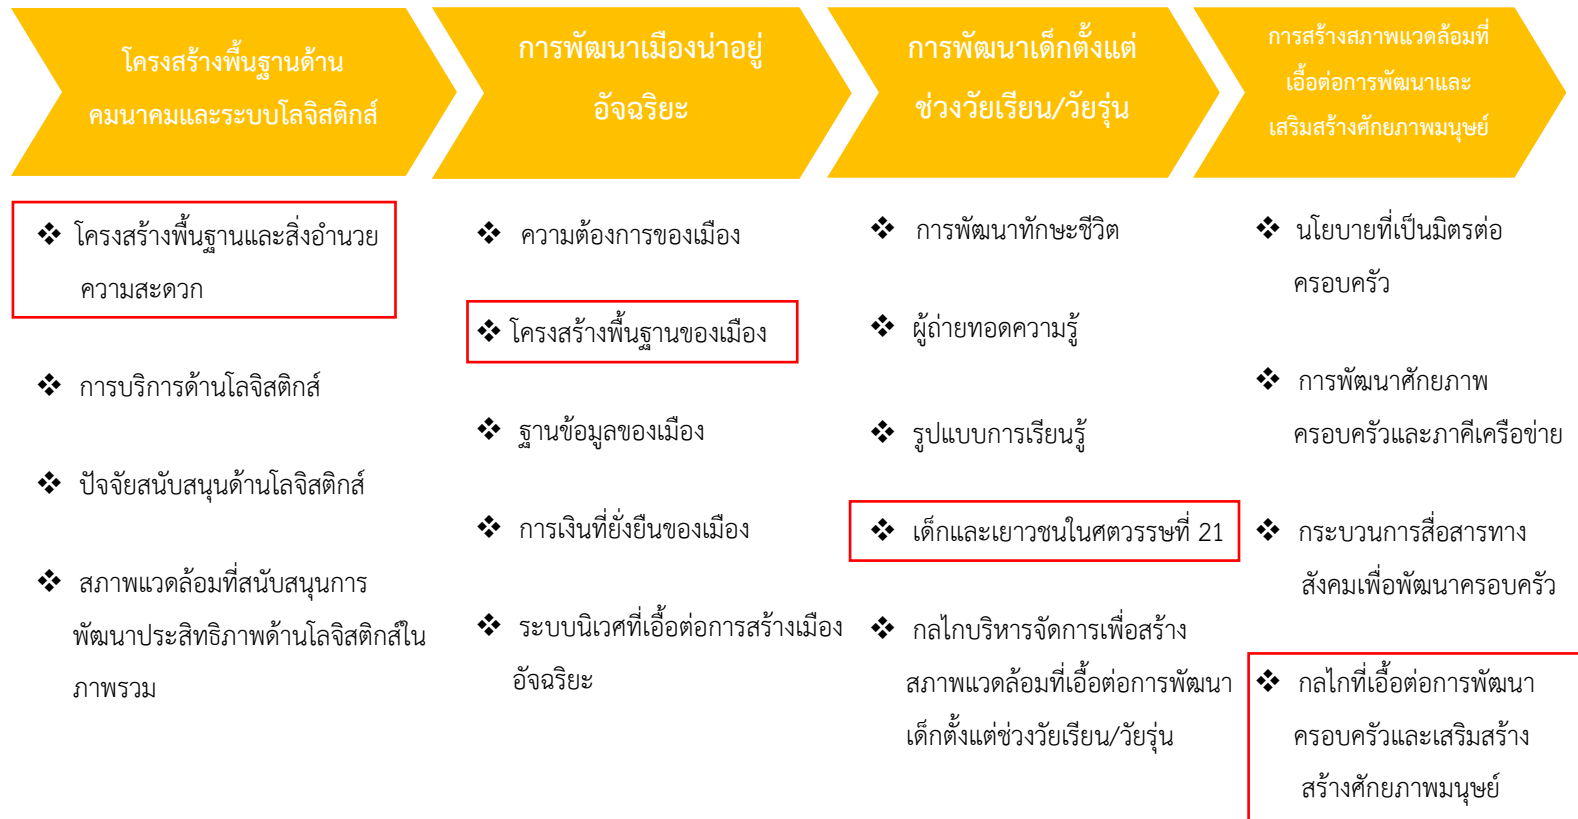 โครงสร้างพื้นฐานด้าน
คมนาคมและระบบโลจิสติกส์
การพัฒนาเมืองน่าอยู่
อัจฉริยะ
การพัฒนาเด็กตั้งแต่
ช่วงวัยเรียน/วัยรุ่น
การสร้างสภาพแวดล้อมที่
เอื้อต่อการพัฒนาและ
เสริมสร้างศักยภาพมนุษย์
❖ โครงสร้างพื้นฐานและสิ่งอำนวย
ความสะดวก
❖ การบริการด้านโลจิสติกส์
❖ ปัจจัยสนับสนุนด้านโลจิสติกส์
❖ สภาพแวดล้อมที่สนับสนุนการ
พัฒนาประสิทธิภาพด้านโลจิสติกส์ใน
ภาพรวม
❖ ความต้องการของเมือง
❖ โครงสร้างพื้นฐานของเมือง
❖ ฐานข้อมูลของเมือง
❖ การเงินที่ยั่งยืนของเมือง
❖ ระบบนิเวศที่เอื้อต่อการสร้างเมือง
อัจฉริยะ
❖ การพัฒนาทักษะชีวิต
❖ ผู้ถ่ายทอดความรู้
❖ รูปแบบการเรียนรู้
❖ เด็กและเยาวชนในศตวรรษที่ 21
❖ กลไกบริหารจัดการเพื่อสร้าง
สภาพแวดล้อมที่เอื้อต่อการพัฒนา
เด็กตั้งแต่ช่วงวัยเรียน/วัยรุ่น
❖ นโยบายที่เป็นมิตรต่อ
ครอบครัว
❖ การพัฒนาศักยภาพ
ครอบครัวและภาคีเครือข่าย
❖ กระบวนการสื่อสารทาง
สังคมเพื่อพัฒนาครอบครัว
❖ กลไกที่เอื้อต่อการพัฒนา
ครอบครัวและเสริมสร้าง
สร้างศักยภาพมนุษย์